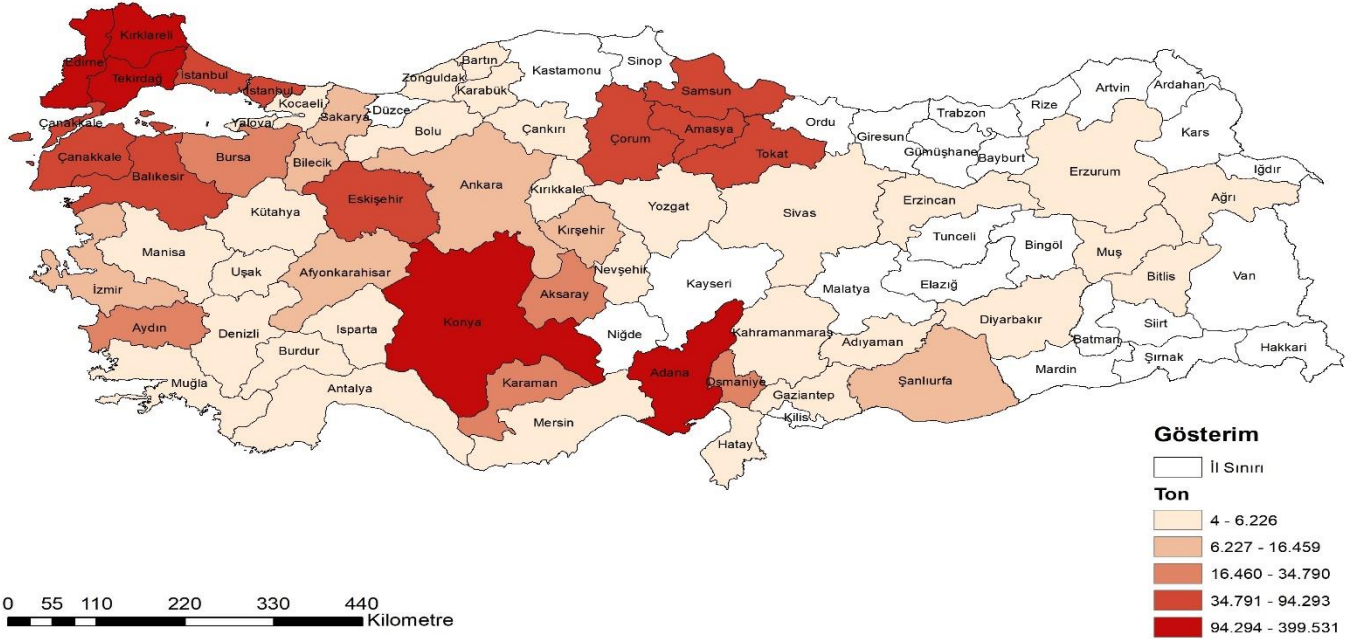 Kırklareli
Edirne
Tekirdağ
İstanbul
İstanbul
Kocaeli
Yalova
Sakarya
Düzce
Zonguldak
Bartın
Karabük
Kastamonu
Sinop
Samsun
Bolu
Çankırı
Çorum
Amasya
Tokat
Ordu
Giresun
Trabzon
Gümüşhane
Bayburt
Rize
Artvin
Ardahan
Kars
Iğdır
Çanakkale
Çanakkale
Balıkesir
Bursa
Bilecik
Eskişehir
Ankara
Kırıkkale
Yozgat
Sivas
Erzincan
Erzurum
Ağrı
Kütahya
Manisa
Uşak
Afyonkarahisar
Kırşehir
Nevşehir
Kayseri
Malatya
Tunceli
Elazığ
Bingöl
Muş
Bitlis
Van
İzmir
Aydın
Denizli
Isparta
Burdur
Konya
Aksaray
Niğde
Adana
Kahramanmaraş
Adıyaman
Diyarbakır
Batman
Siirt
Şırnak
Hakkari
Mardin
Muğla
Antalya
Karaman
Mersin
Osmaniye
Gaziantep
Kilis
Şanlıurfa
Hatay
Gösterim
İl Sınırı
Ton
4 - 6.226
6.227 - 16.459
16.460 - 34.790
34.791 - 94.293
94.294 - 399.531
0 55 110 220 330 440
Kilometre